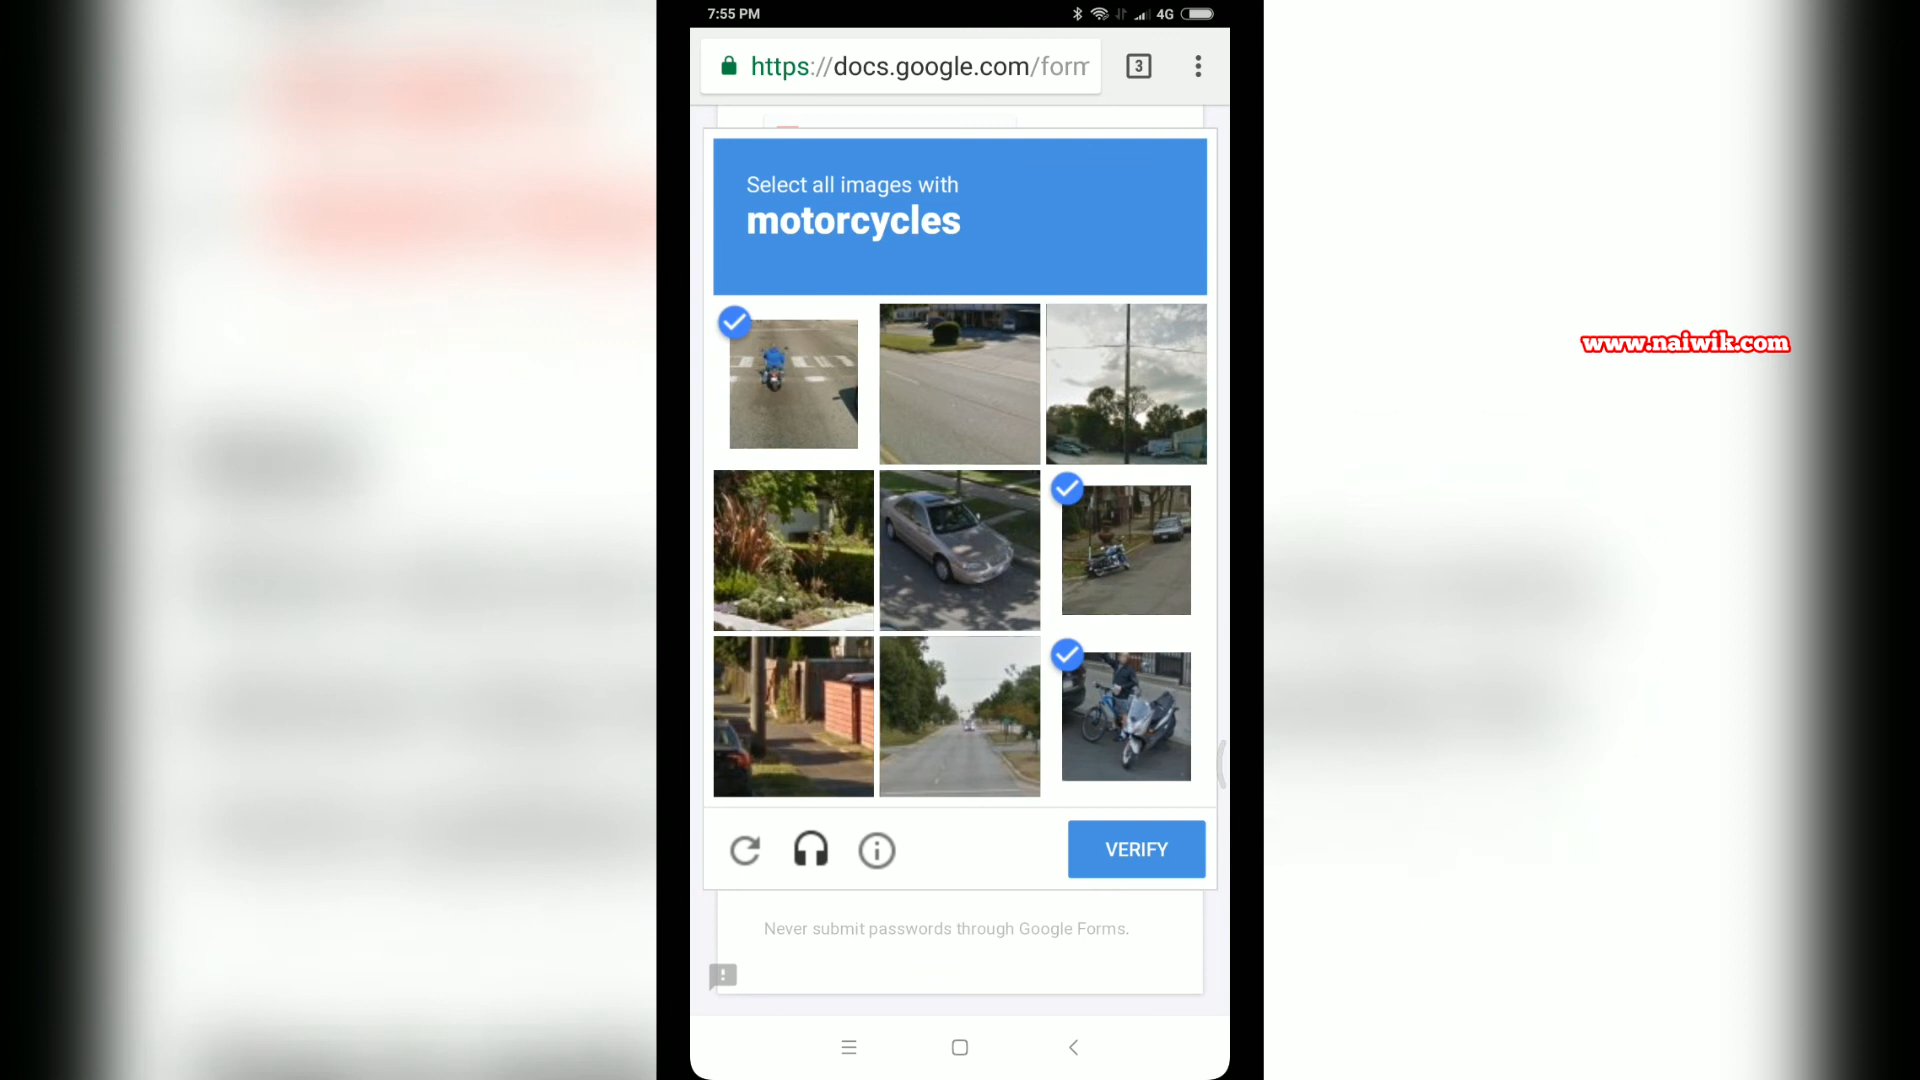 7:55 PM
4G
https://docs.google.com/form
3
Select all images with
motorcycles
www.naiwik.com
VERIFY
Never submit passwords through Google Forms.